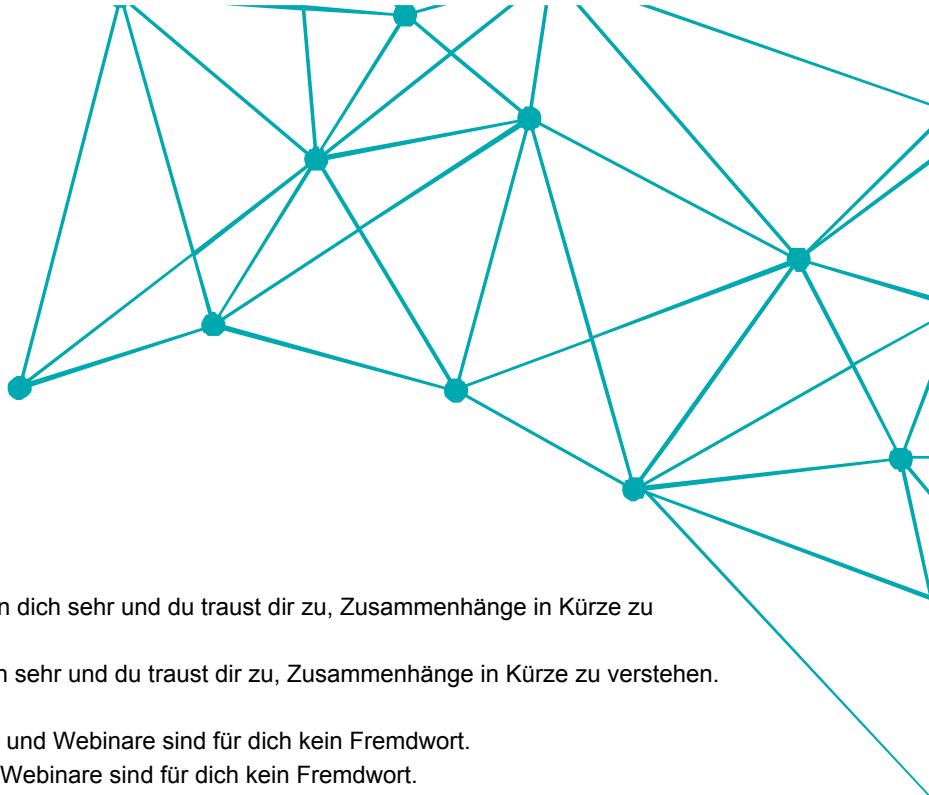 n dich sehr und du traust dir zu, Zusammenhänge in Kürze zu
n sehr und du traust dir zu, Zusammenhänge in Kürze zu verstehen.
und Webinare sind für dich kein Fremdwort.
Webinare sind für dich kein Fremdwort.